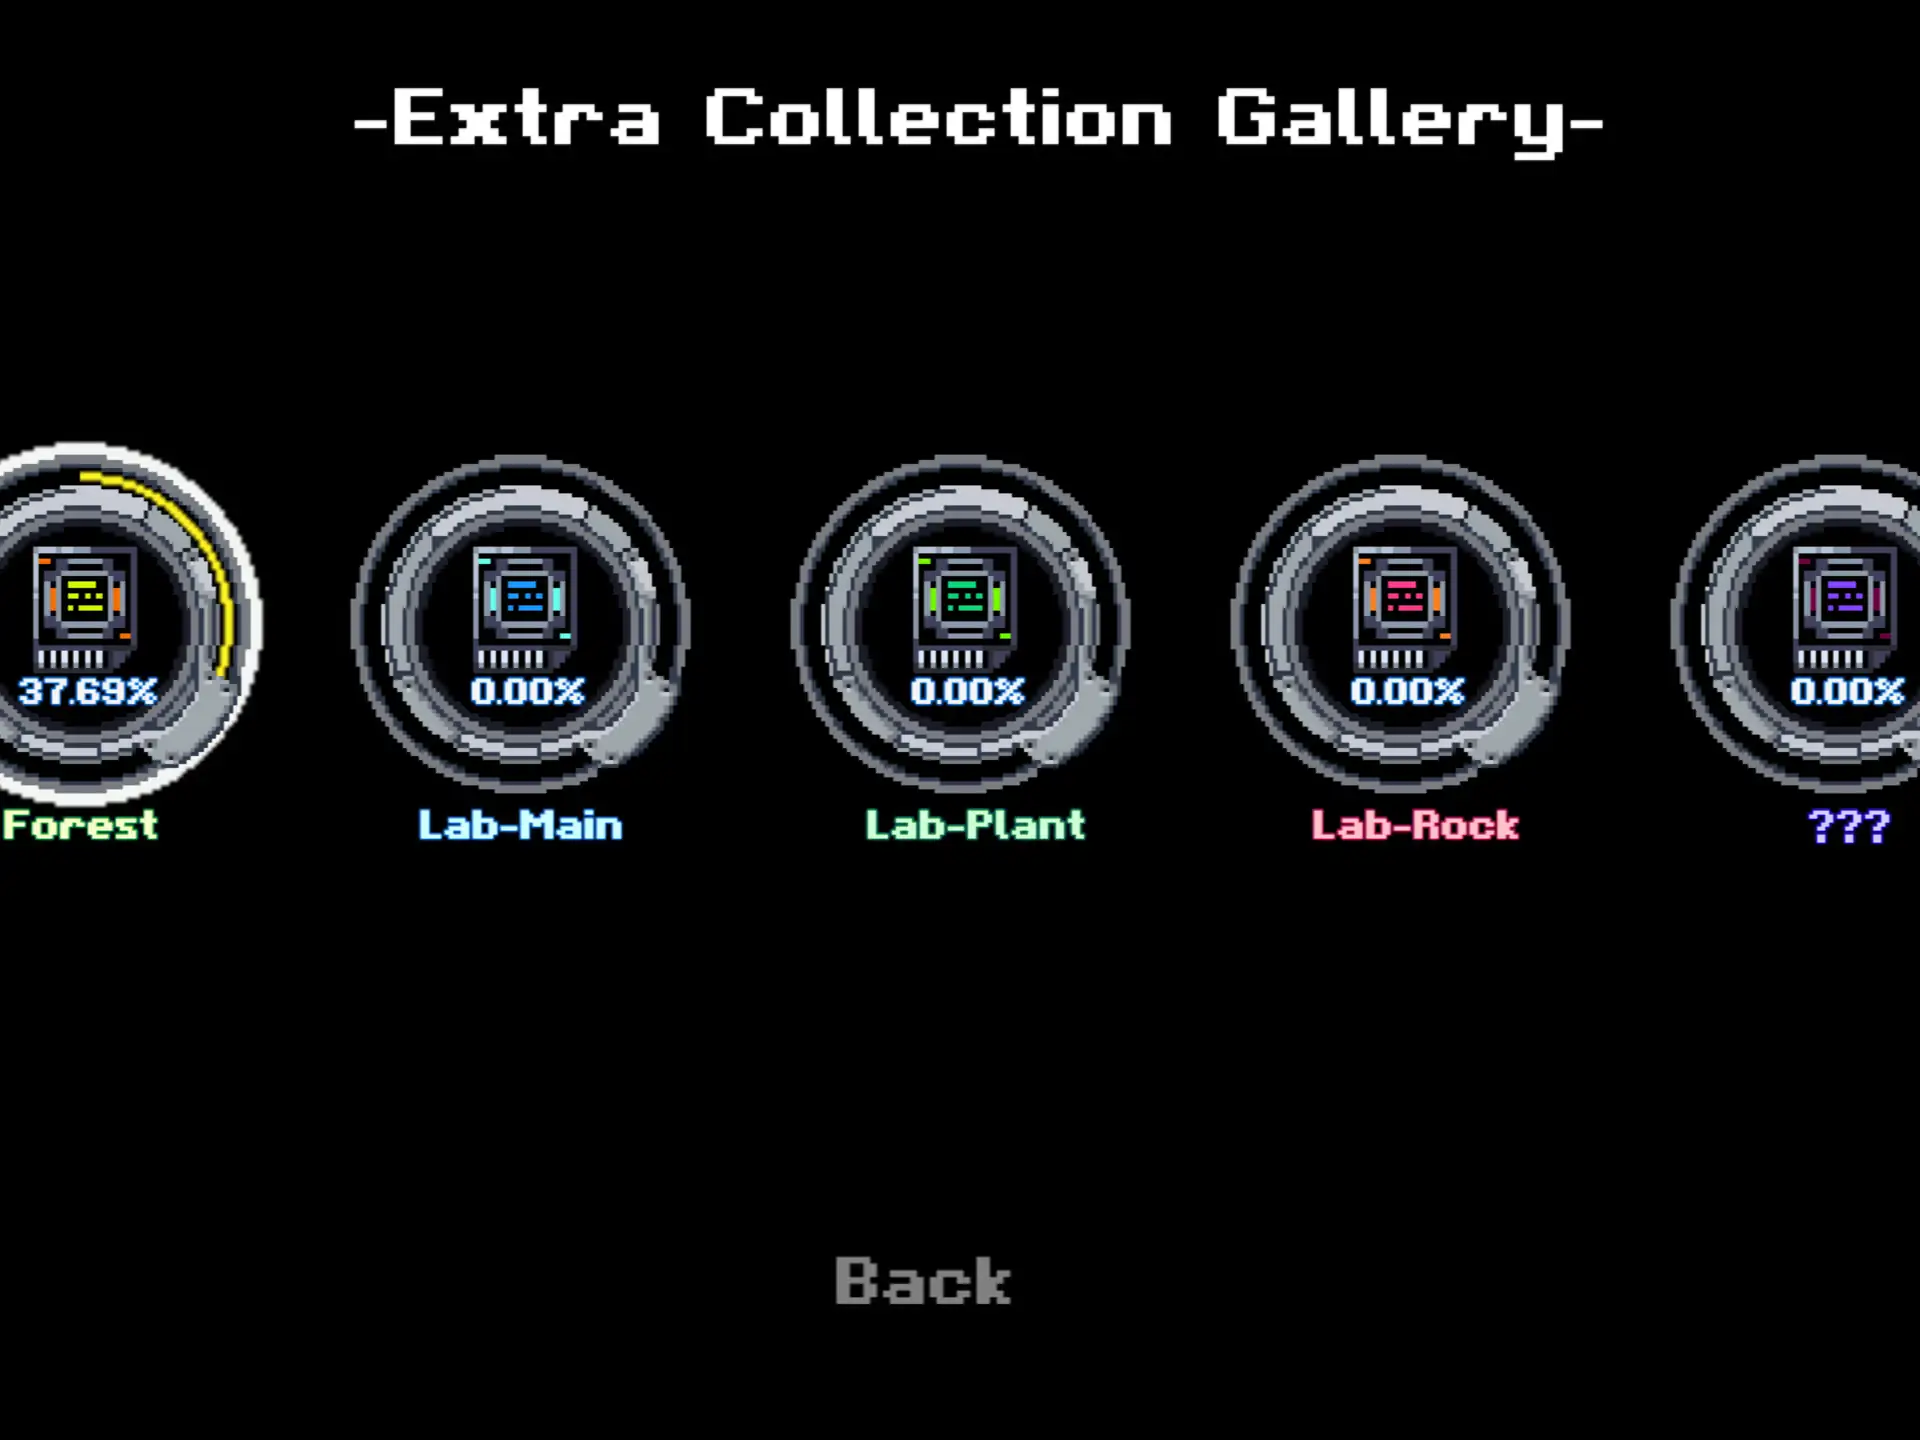 -Extra Collection Gallery-
37.69% 0.00% 0.00% 0.00% 0.00%
Forest Lab-Main Lab-Plant Lab-Rock ???
Back